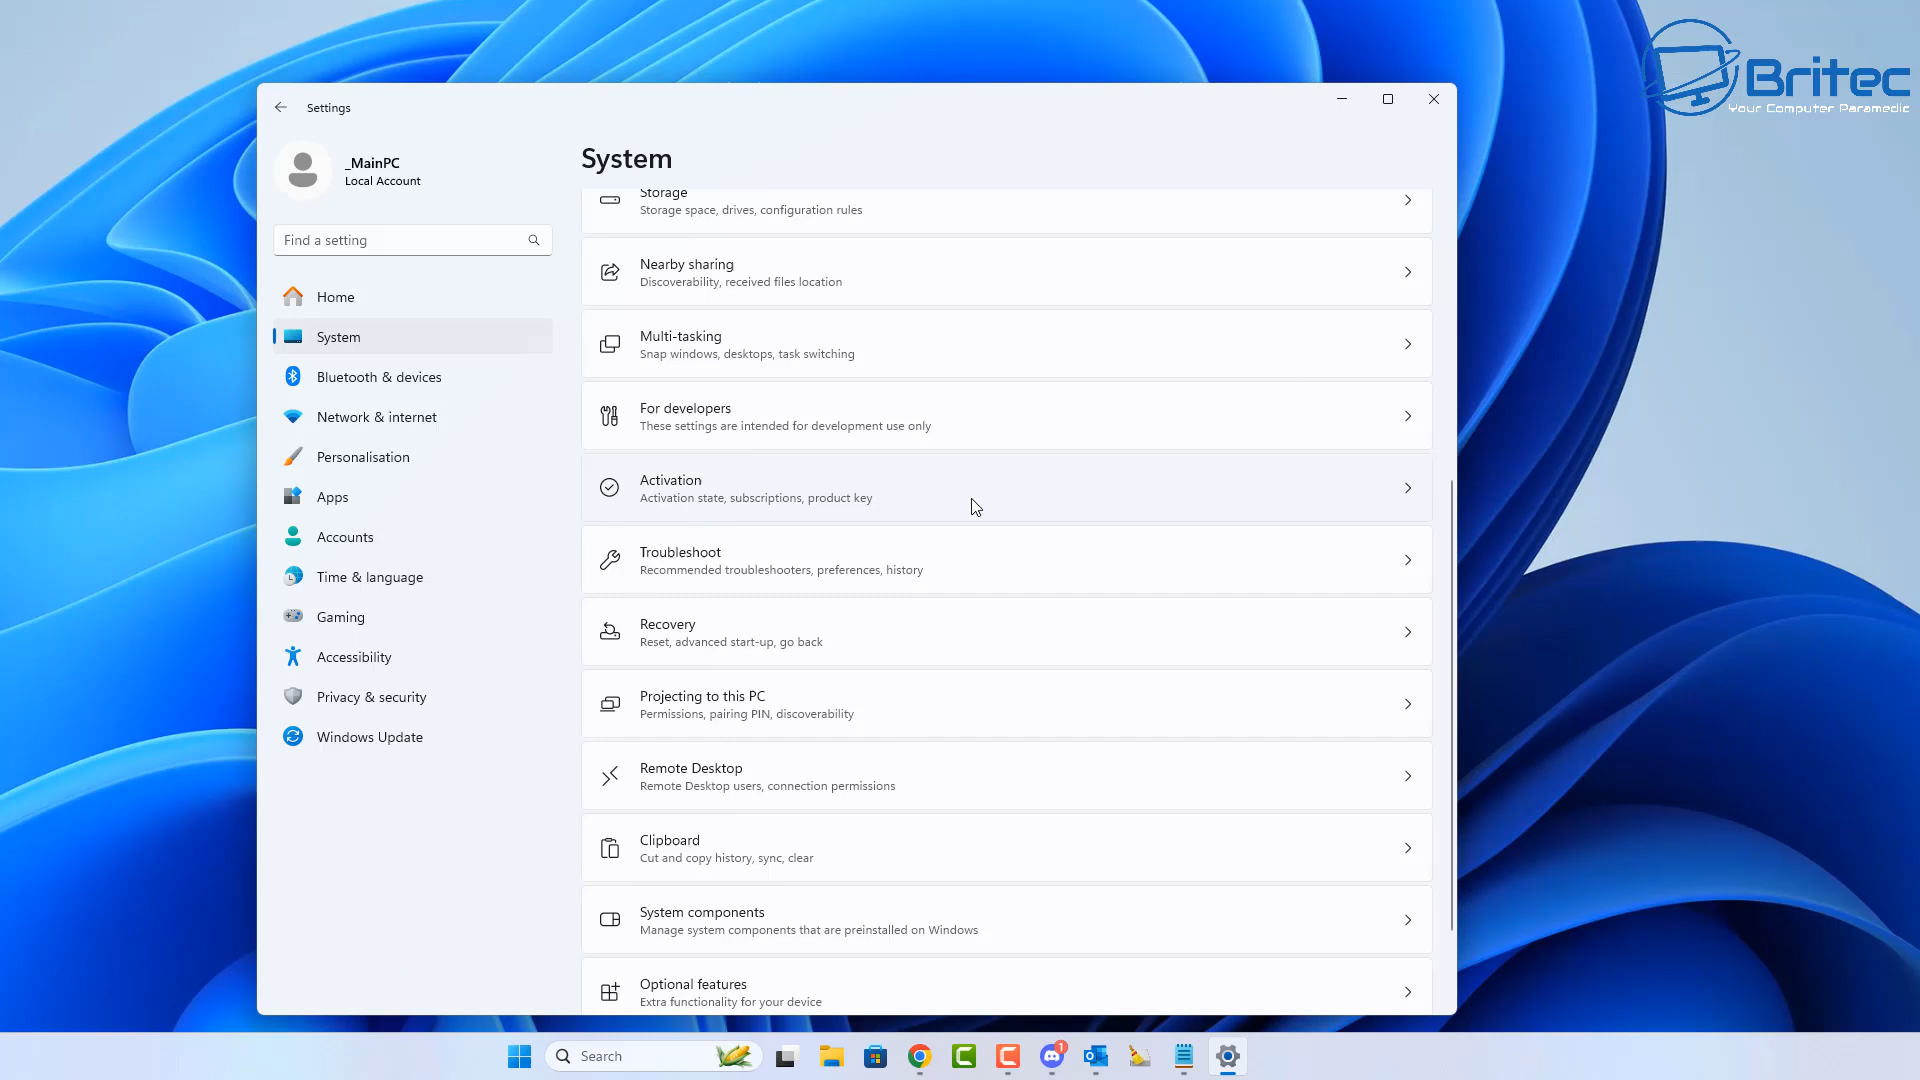 Britec
Your Computer Paramedic
Settings
_MainPC
Local Account
Find a setting
Home
System
Bluetooth & devices
Network & internet
Personalisation
Apps
Accounts
Time & language
Gaming
Accessibility
Privacy & security
Windows Update
System
Storage
Storage space, drives, configuration rules
Nearby sharing
Discoverability, received files location
Multi-tasking
Snap windows, desktops, task switching
For developers
These settings are intended for development use only
Activation
Activation state, subscriptions, product key
Troubleshoot
Recommended troubleshooters, preferences, history
Recovery
Reset, advanced start-up, go back
Projecting to this PC
Permissions, pairing PIN, discoverability
Remote Desktop
Remote Desktop users, connection permissions
Clipboard
Cut and copy history, sync, clear
System components
Manage system components that are preinstalled on Windows
Optional features
Extra functionality for your device
Search
1